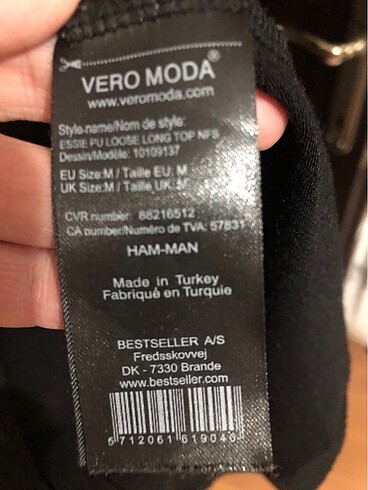 VERO MODA®
www.veromoda.com
Style-name/Nom de style:
ESSIE PU LOOSE LONG TOP NFS
Dessin/Modèle: 10109137
EU Size:M / Taille EU: M
UK Size:M / Taille UK: M
CVR number 88216512
CA number/Numéro de TVA: 57831
HAM-MAN
Made in Turkey
Fabriqué en Turquie
BESTSELLER A/S
Fredsskovvej
DK - 7330 Brande
www.bestseller.com
5712061619046